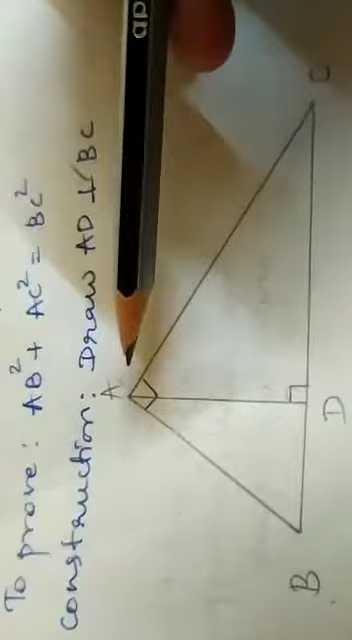 To prove: AB² + AC² = BC²
Construction: Draw AD ⊥ BC
A
B
D
C